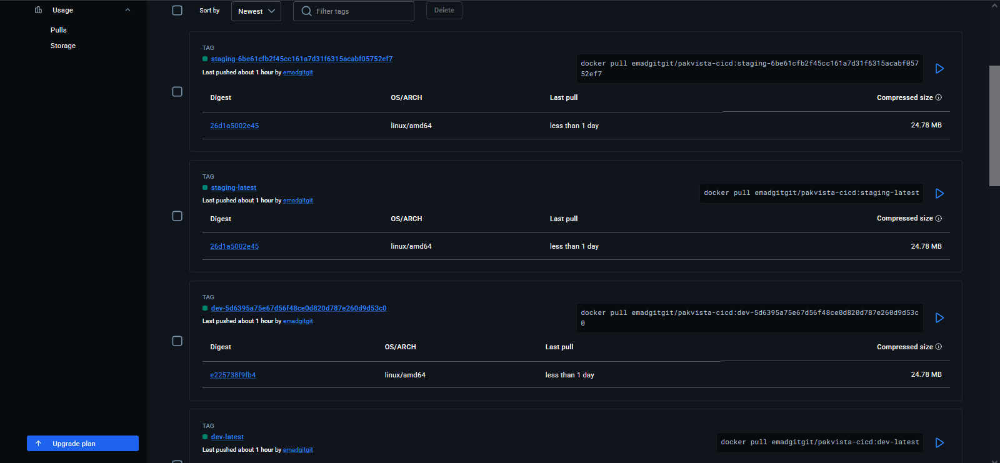 Usage
Pulls
Storage
Upgrade plan
Sort by
Newest
Filter tags
Delete
TAG
staging-6be61cfb2f45cc161a7d31f6315acabf05752ef7
Last pushed about 1 hour by emadgitgit
docker pull emadgitgit/pakvista-cicd:staging-6be61cfb2f45cc161a7d31f6315acabf057
52ef7
Digest OS/ARCH Last pull Compressed size
26d1a5002e45 linux/amd64 less than 1 day 24.78 MB
TAG
staging-latest
Last pushed about 1 hour by emadgitgit
docker pull emadgitgit/pakvista-cicd:staging-latest
Digest OS/ARCH Last pull Compressed size
26d1a5002e45 linux/amd64 less than 1 day 24.78 MB
TAG
dev-5d6395a75e67d56f48ce0d820d787e260d9d53c0
Last pushed about 1 hour by emadgitgit
docker pull emadgitgit/pakvista-cicd:dev-5d6395a75e67d56f48ce0d820d787e260d9d53c
0
Digest OS/ARCH Last pull Compressed size
e225738f9fb4 linux/amd64 less than 1 day 24.78 MB
TAG
dev-latest
Last pushed about 1 hour by emadgitgit
docker pull emadgitgit/pakvista-cicd:dev-latest